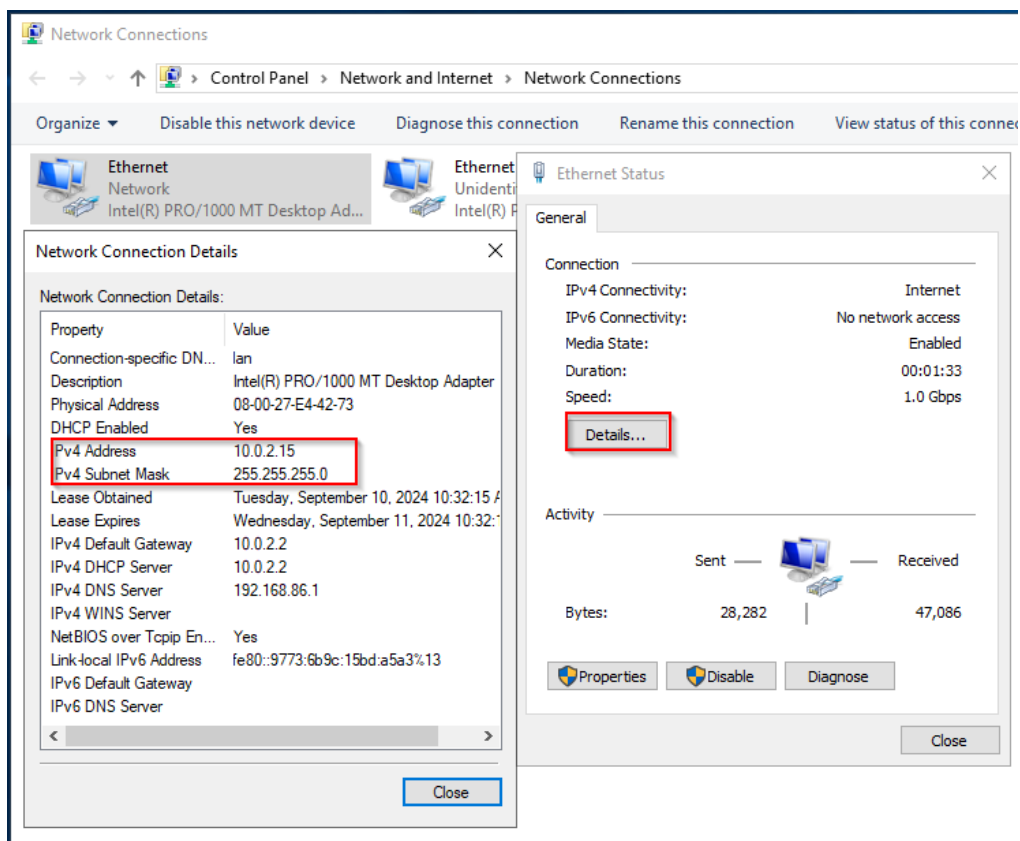 Network Connections
Control Panel > Network and Internet > Network Connections
Organize Disable this network device Diagnose this connection Rename this connection View status of this connec
Ethernet
Network
Intel(R) PRO/1000 MT Desktop Ad...
Ethernet
Unidenti
Intel(R) P
Network Connection Details
Network Connection Details:
Property Value
Connection-specific DN... lan
Description Intel(R) PRO/1000 MT Desktop Adapter
Physical Address 08-00-27-E4-42-73
DHCP Enabled Yes
IPv4 Address 10.0.2.15
IPv4 Subnet Mask 255.255.255.0
Lease Obtained Tuesday, September 10, 2024 10:32:15 A
Lease Expires Wednesday, September 11, 2024 10:32:1
IPv4 Default Gateway 10.0.2.2
IPv4 DHCP Server 10.0.2.2
IPv4 DNS Server 192.168.86.1
IPv4 WINS Server
NetBIOS over Tcpip En... Yes
Link-local IPv6 Address fe80::9773:6b9c:15bd:a5a3%13
IPv6 Default Gateway
IPv6 DNS Server
Close
Ethernet Status
General
Connection
IPv4 Connectivity: Internet
IPv6 Connectivity: No network access
Media State: Enabled
Duration: 00:01:33
Speed: 1.0 Gbps
Details...
Activity
Sent Received
Bytes: 28,282 47,086
Properties Disable Diagnose
Close